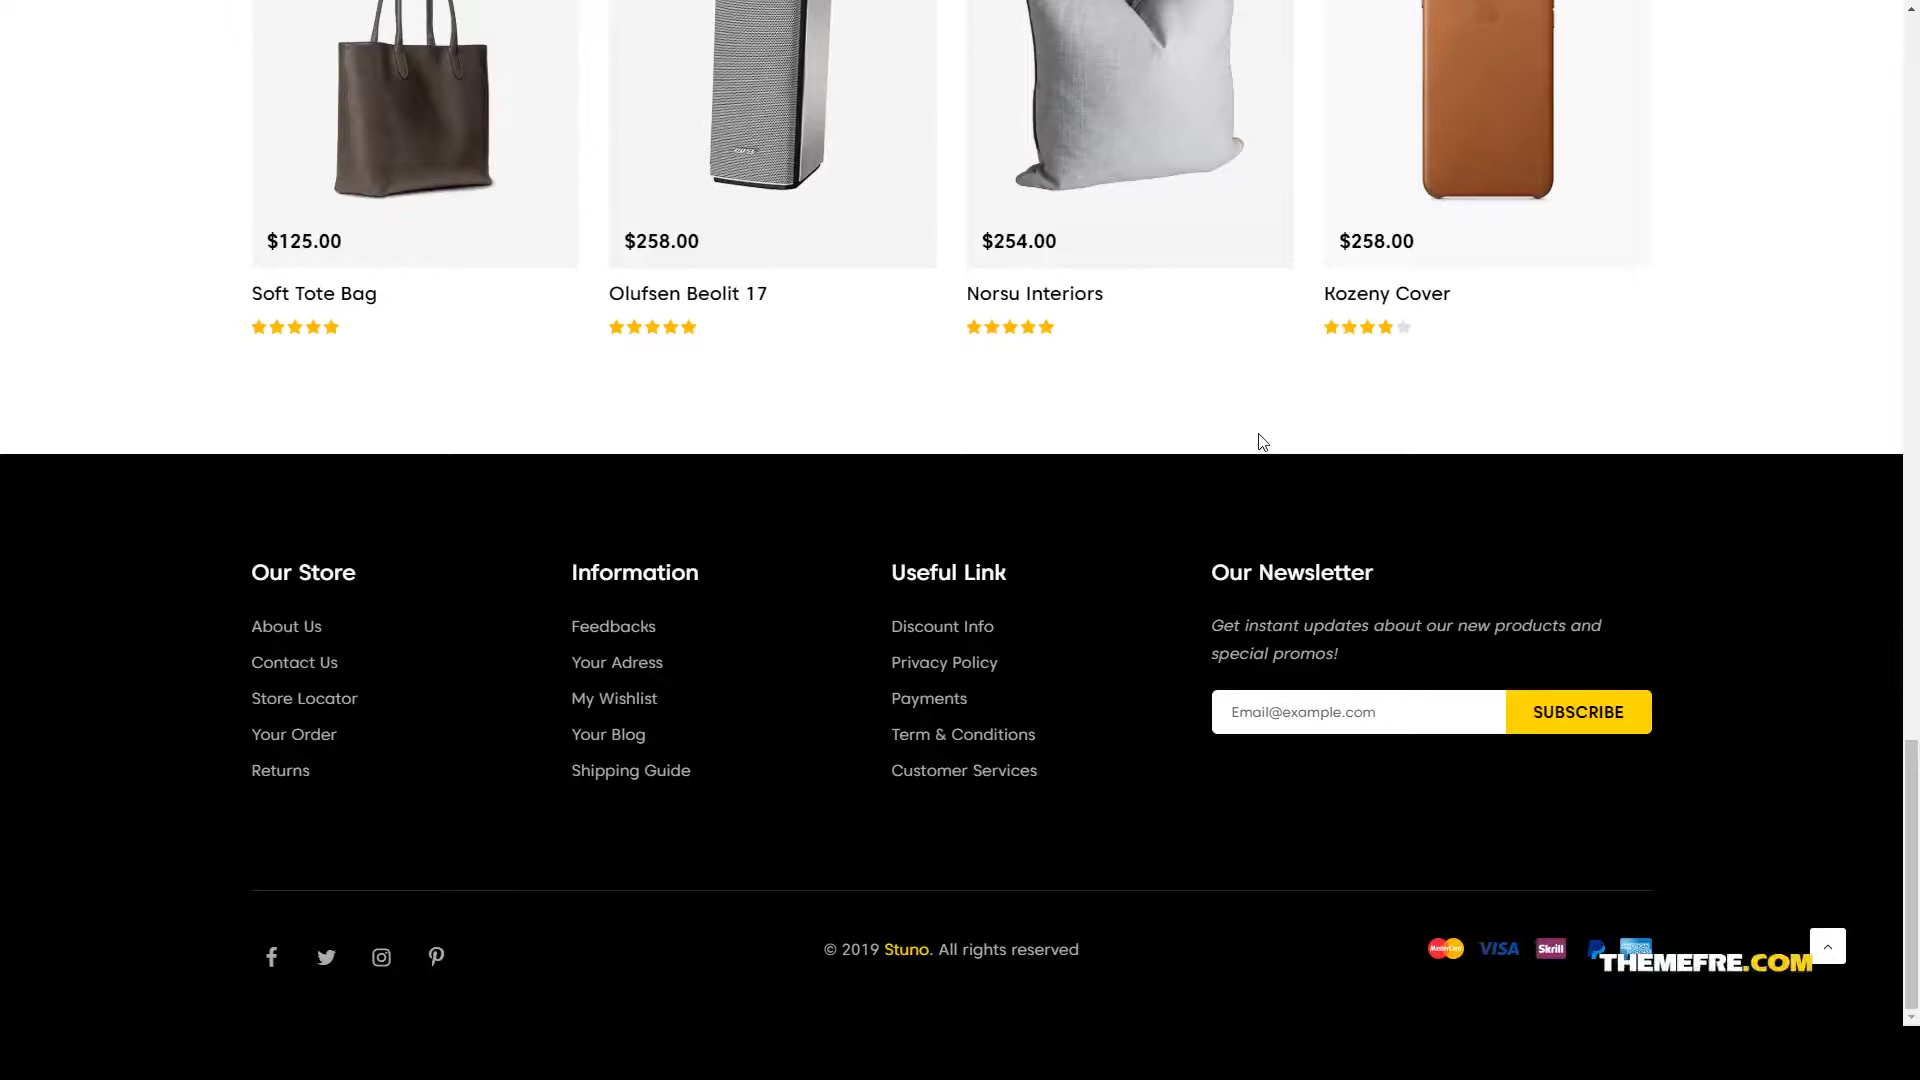 $125.00
$258.00
$254.00
$258.00
Soft Tote Bag
Olufsen Beolit 17
Norsu Interiors
Kozeny Cover
Our Store
About Us
Contact Us
Store Locator
Your Order
Returns
Information
Feedbacks
Your Adress
My Wishlist
Your Blog
Shipping Guide
Useful Link
Discount Info
Privacy Policy
Payments
Term & Conditions
Customer Services
Our Newsletter
Get instant updates about our new products and
special promos!
Email@example.com
SUBSCRIBE
© 2019 Stuno. All rights reserved
MasterCard
VISA
Skrill
THEMEFRE.COM